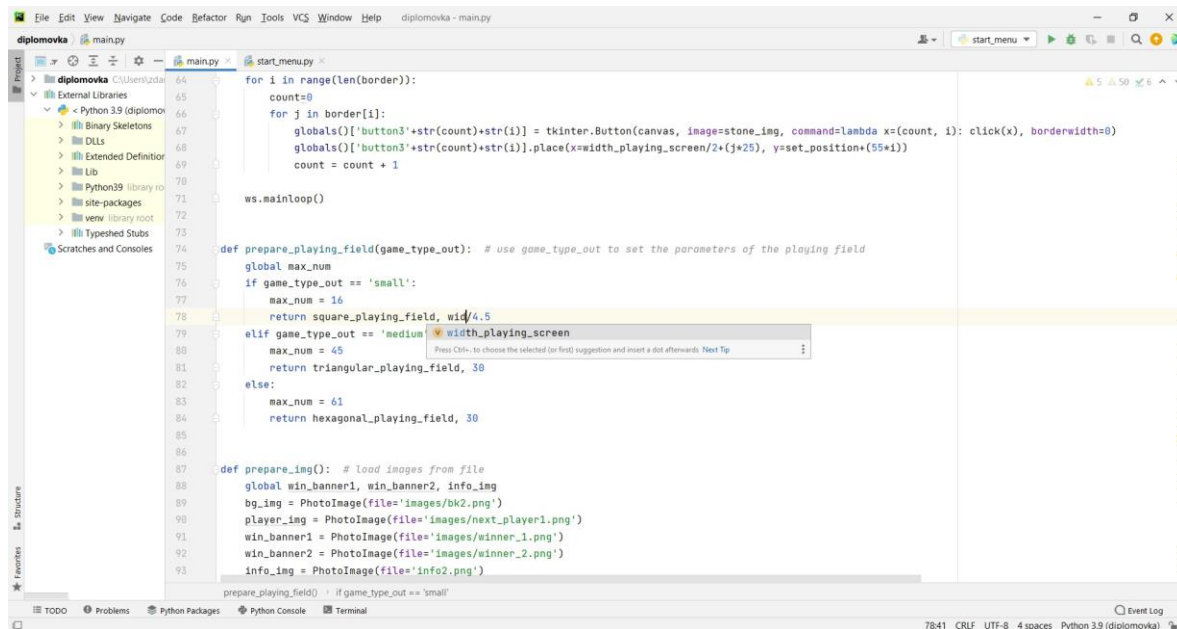 File Edit View Navigate Code Refactor Run Tools VCS Window Help diplomovka - main.py
diplomovka main.py start_menu
Project
main.py start_menu.py
diplomovka C:\Users\zda
External Libraries
< Python 3.9 (diplomov
Binary Skeletons
DLLs
Extended Definition
Lib
Python39 library ro
site-packages
venv library root
Typeshed Stubs
Scratches and Consoles
5 50 6
64 for i in range(len(border)):
65 count=0
66 for j in border[i]:
67 globals()['button3'+str(count)+str(i)] = tkinter.Button(canvas, image=stone_img, command=lambda x=(count, i): click(x), borderwidth=0)
68 globals()['button3'+str(count)+str(i)].place(x=width_playing_screen/2+(j*25), y=set_position+(55*i))
69 count = count + 1
70
71 ws.mainloop()
72
73
74 def prepare_playing_field(game_type_out): # use game_type_out to set the parameters of the playing field
75 global max_num
76 if game_type_out == 'small':
77 max_num = 16
78 return square_playing_field, wid/4.5
79 elif game_type_out == 'medium'
width_playing_screen
Press Ctrl+. to choose the selected (or first) suggestion and insert a dot afterwards Next Tip
80 max_num = 45
81 return triangular_playing_field, 30
82 else:
83 max_num = 61
84 return hexagonal_playing_field, 30
85
86
87 def prepare_img(): # load images from file
88 global win_banner1, win_banner2, info_img
89 bg_img = PhotoImage(file='images/bk2.png')
90 player_img = PhotoImage(file='images/next_player1.png')
91 win_banner1 = PhotoImage(file='images/winner_1.png')
92 win_banner2 = PhotoImage(file='images/winner_2.png')
93 info_img = PhotoImage(file='info2.png')
Structure
Favorites
prepare_playing_field() if game_type_out == 'small'
TODO Problems Python Packages Python Console Terminal Event Log
78:41 CRLF UTF-8 4 spaces Python 3.9 (diplomovka)